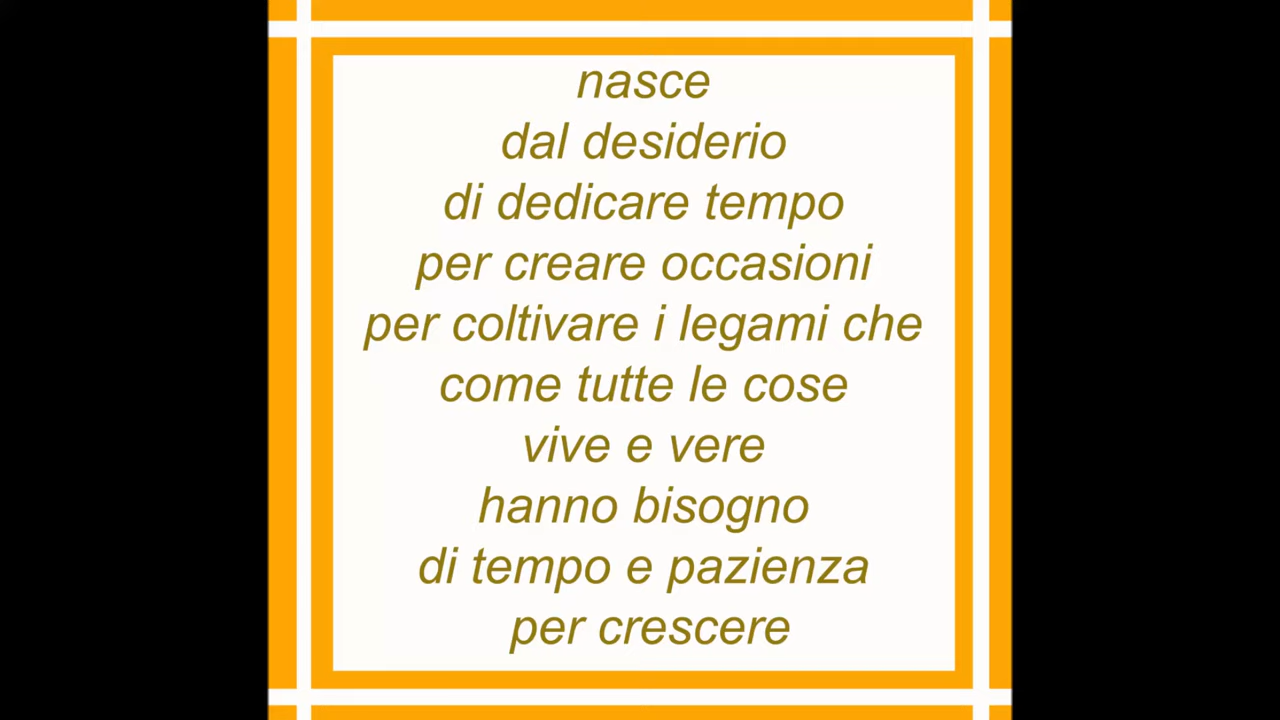 nasce
dal desiderio
di dedicare tempo
per creare occasioni
per coltivare i legami che
come tutte le cose
vive e vere
hanno bisogno
di tempo e pazienza
per crescere